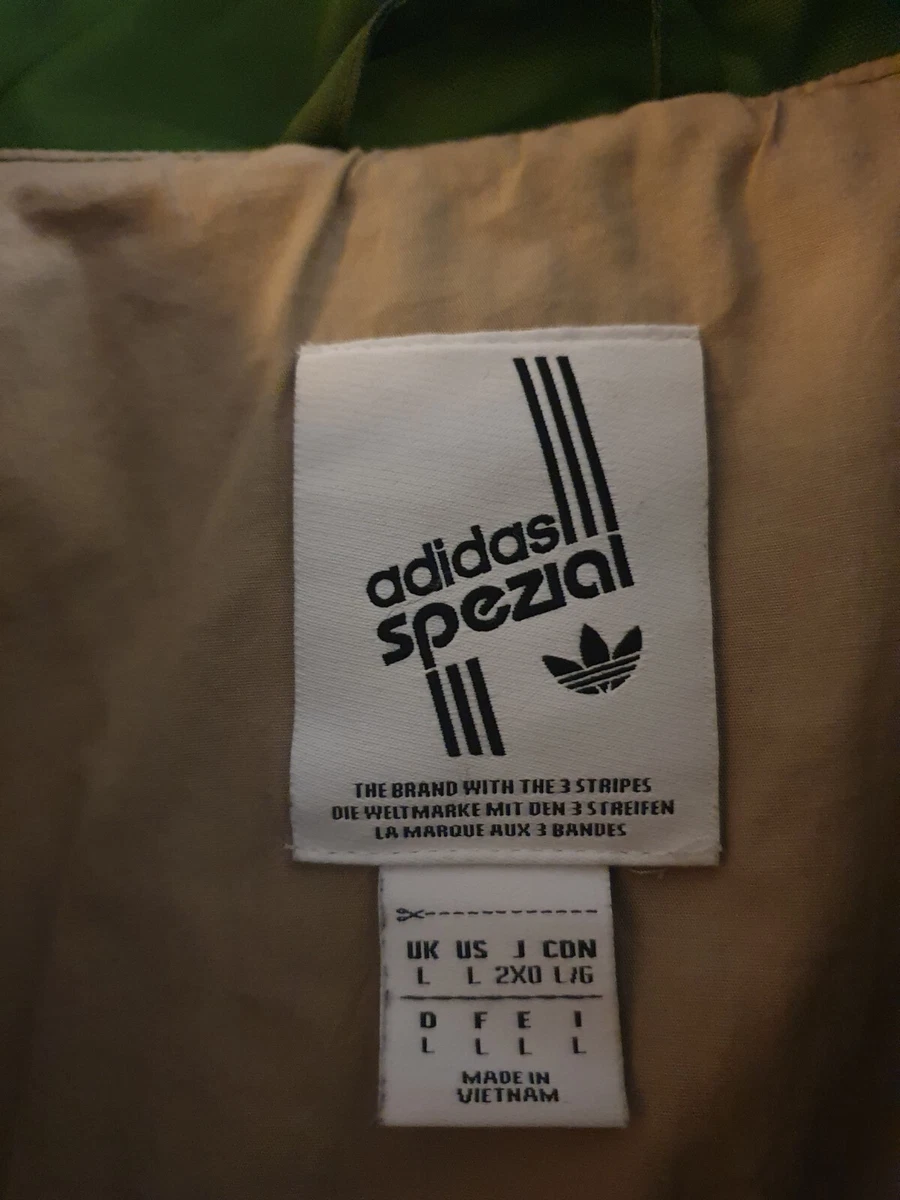 adidas
spezial
THE BRAND WITH THE 3 STRIPES
DIE WELTMARKE MIT DEN 3 STREIFEN
LA MARQUE AUX 3 BANDES
UK US J CDN
L L 2XO L/G
D F E I
L L L L
MADE IN
VIETNAM